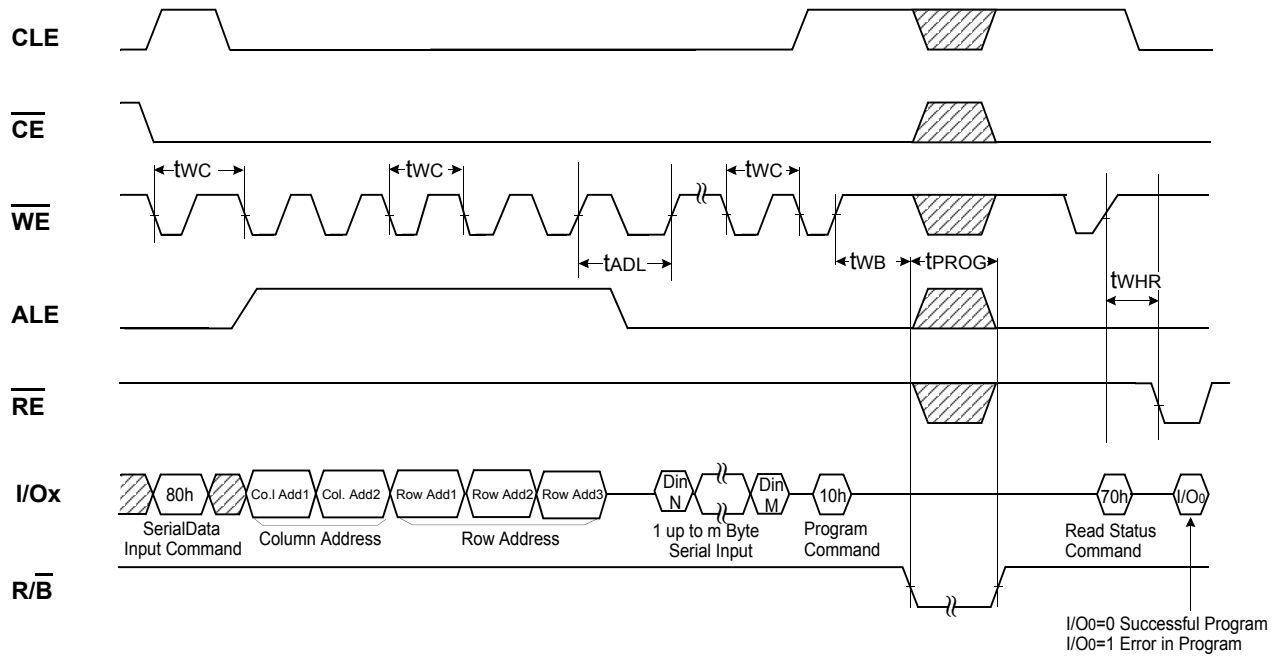 CLE
CE
tWC
tWC
tWC
WE
tADL
tWB
tPROG
tWHR
ALE
RE
I/Ox
80h
Co.l Add1
Col. Add2
Row Add1
Row Add2
Row Add3
Din
N
Din
M
10h
70h
I/O0
SerialData
Input Command
Column Address
Row Address
1 up to m Byte
Serial Input
Program
Command
Read Status
Command
R/B
I/O0=0 Successful Program
I/O0=1 Error in Program